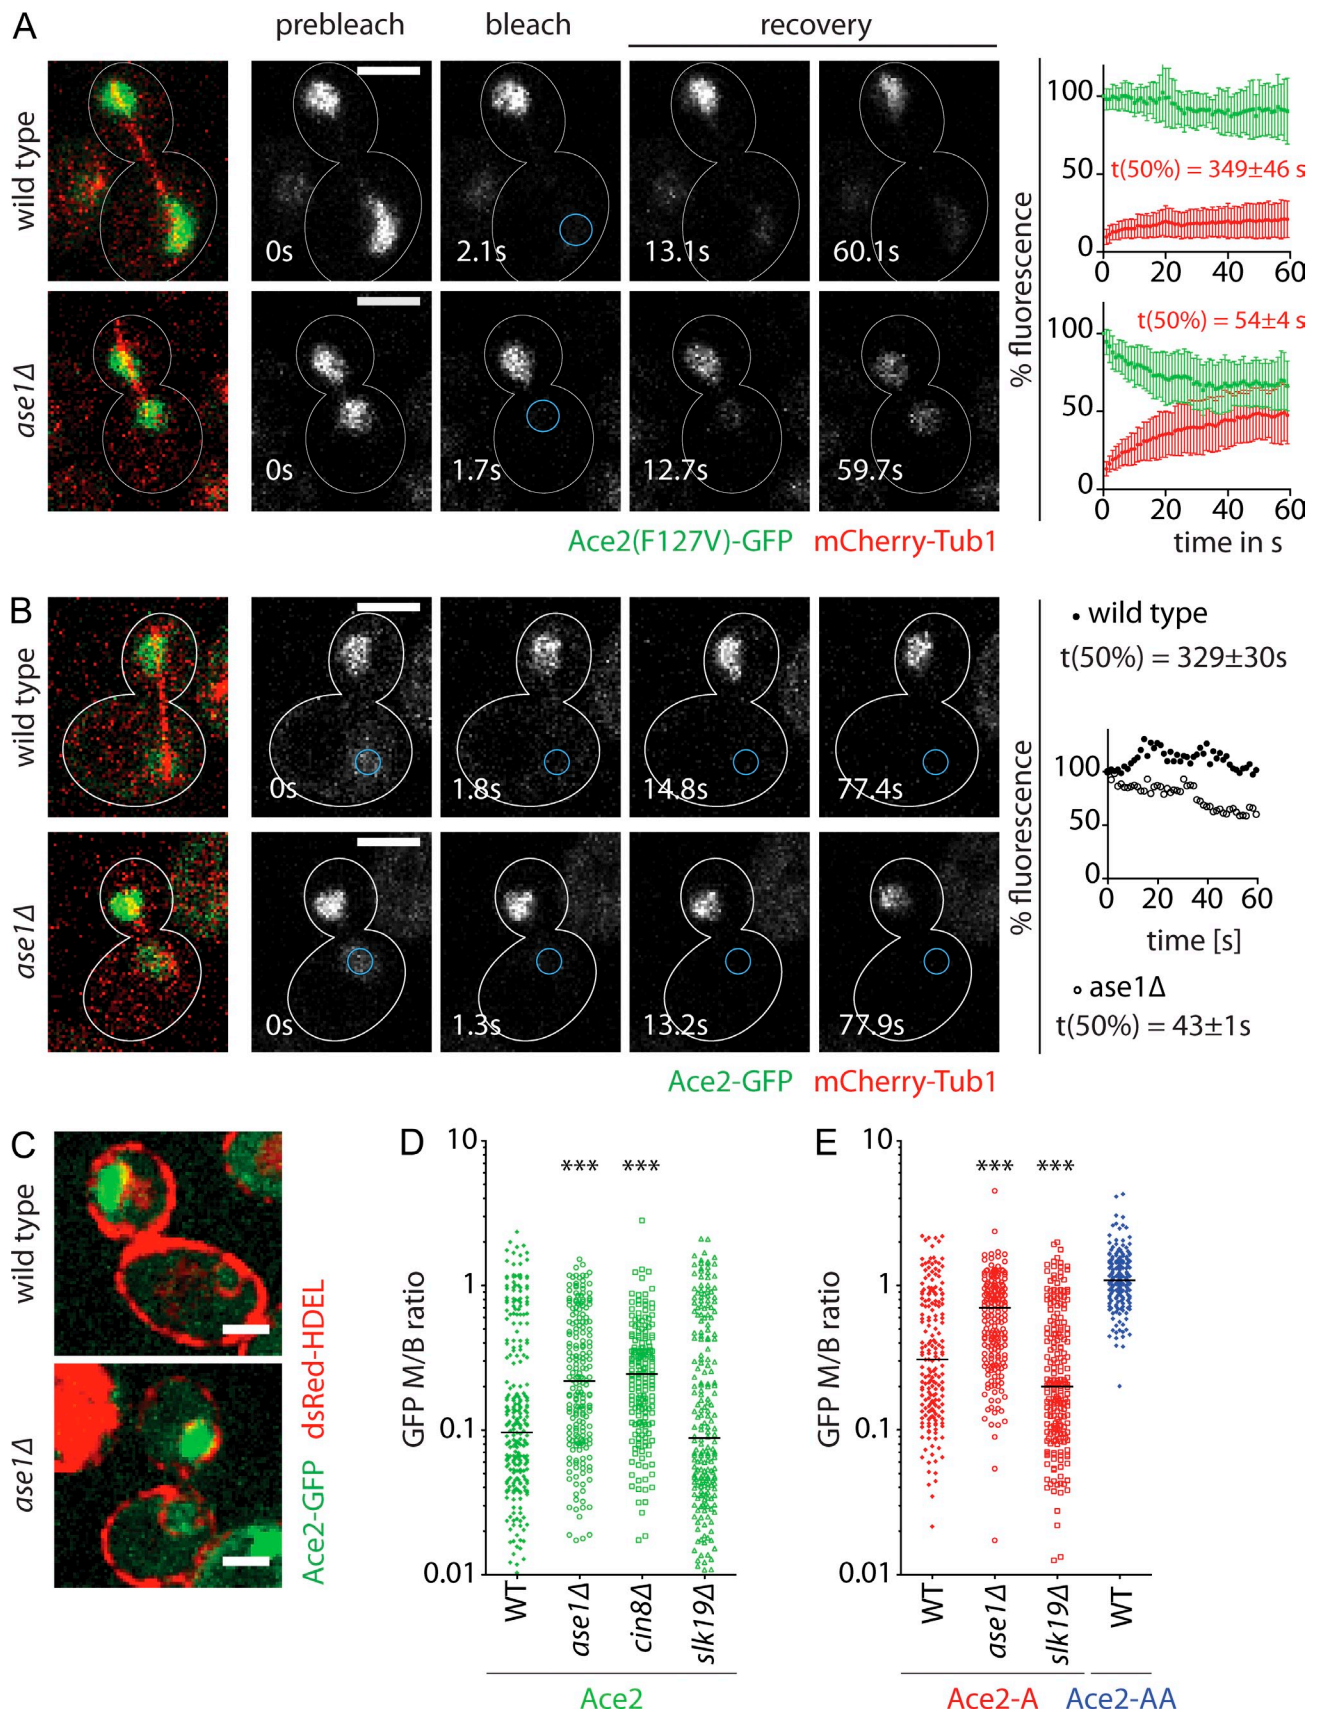 A
prebleach
bleach
recovery
wild type
0s
2.1s
13.1s
60.1s
ase1Δ
0s
1.7s
12.7s
59.7s
Ace2(F127V)-GFP mCherry-Tub1
% fluorescence
100
50
0
t(50%) = 349±46 s
0 20 40 60
100
50
0
t(50%) = 54±4 s
0 20 40 60
time in s
B
wild type
0s
1.8s
14.8s
77.4s
ase1Δ
0s
1.3s
13.2s
77.9s
Ace2-GFP mCherry-Tub1
% fluorescence
• wild type
t(50%) = 329±30s
100
50
0
0 20 40 60
time [s]
ase1Δ
t(50%) = 43±1s
C
wild type
ase1Δ
Ace2-GFP dsRed-HDEL
D
GFP M/B ratio
10
1
0.1
0.01
*** ***
WT
ase1Δ
cin8Δ
slk19Δ
Ace2
E
GFP M/B ratio
10
1
0.1
0.01
*** ***
WT
ase1Δ
slk19Δ
WT
Ace2-A Ace2-AA